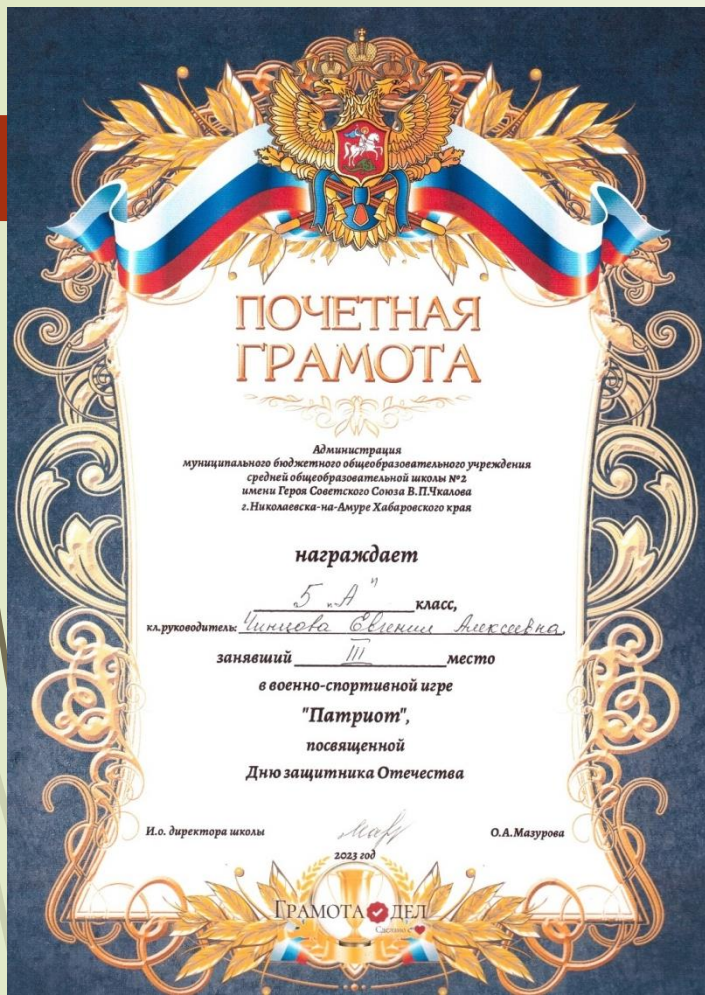 ПОЧЕТНАЯ
ГРАМОТА
Администрация
муниципального бюджетного общеобразовательного учреждения
средней общеобразовательной школы №2
имени Героя Советского Союза В.П.Чкалова
г.Николаевска-на-Амуре Хабаровского края
награждает
5 „А" класс,
кл.руководитель: Чинцова Евгения Алексеевна,
занявший III место
в военно-спортивной игре
"Патриот",
посвященной
Дню защитника Отечества
И.о. директора школы О.А.Мазурова
2023 год
ГРАМОТА ДЕЛ
Сделано с